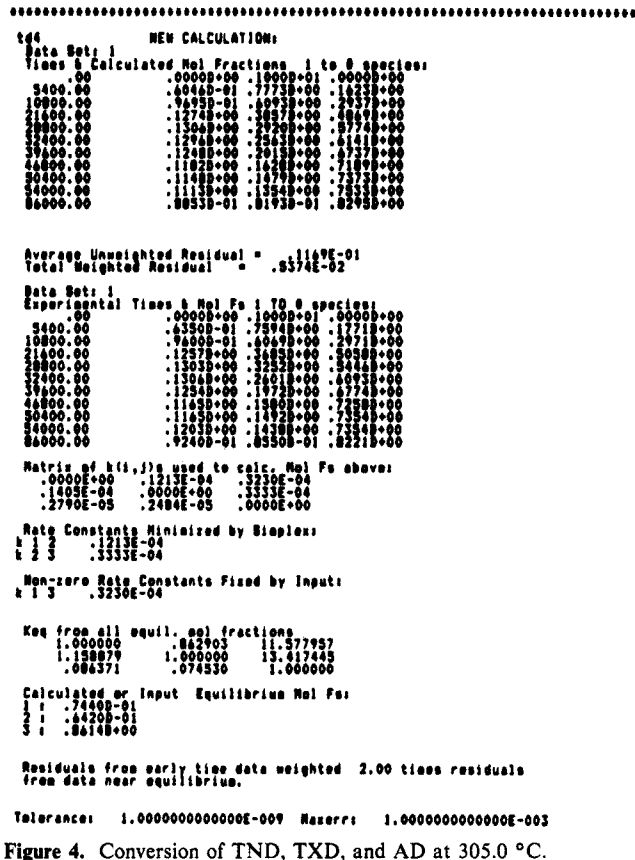 td4 NEW CALCULATION:
Data Set: 1
Times & Calculated Mol Fractions 1 to 8 species:
.00 .0000D+00 .1000D+01 .0000D+00
5400.00 .6046D-01 .7773D+00 .1623D+00
10800.00 .9695D-01 .6093D+00 .2937D+00
21600.00 .1274D+00 .3857D+00 .4869D+00
28800.00 .1306D+00 .2920D+00 .5774D+00
32400.00 .1296D+00 .2563D+00 .6141D+00
39600.00 .1248D+00 .2015D+00 .6737D+00
46800.00 .1182D+00 .1628D+00 .7189D+00
50400.00 .1148D+00 .1479D+00 .7373D+00
54000.00 .1113D+00 .1354D+00 .7533D+00
86000.00 .8853D-01 .8193D-01 .8295D+00
Average Unweighted Residual = .1169E-01
Total Weighted Residual = .5374E-02
Data Set: 1
Experimental Times & Mol Fs 1 TO 8 species:
.00 .0000D+00 .1000D+01 .0000D+00
5400.00 .6350D-01 .7594D+00 .1771D+00
10800.00 .9600D-01 .6069D+00 .2971D+00
21600.00 .1257D+00 .3685D+00 .5058D+00
28800.00 .1303D+00 .3252D+00 .5446D+00
32400.00 .1306D+00 .2601D+00 .6093D+00
39600.00 .1254D+00 .1972D+00 .6774D+00
46800.00 .1165D+00 .1580D+00 .7258D+00
50400.00 .1165D+00 .1492D+00 .7354D+00
54000.00 .1203D+00 .1438D+00 .7354D+00
86000.00 .9240D-01 .8550D-01 .8221D+00
Matrix of k(i,j)s used to calc. Mol Fs above:
.0000E+00 .1213E-04 .3230E-04
.1405E-04 .0000E+00 .3333E-04
.2790E-05 .2484E-05 .0000E+00
Rate Constants Minimized by Simplex:
k 1 2 .1213E-04
k 2 3 .3333E-04
Non-zero Rate Constants Fixed by Input:
k 1 3 .3230E-04
Keq from all equil. mol fractions
1.000000 .862903 11.577957
1.158879 1.000000 13.417445
.086371 .074530 1.000000
Calculated or Input Equilibrium Mol Fs:
1 : .7440D-01
2 : .6420D-01
3 : .8614D+00
Residuals from early time data weighted 2.00 times residuals
from data near equilibrium.
Tolerance: 1.0000000000000E-009 Maxerr: 1.0000000000000E-003
Figure 4. Conversion of TND, TXD, and AD at 305.0 °C.